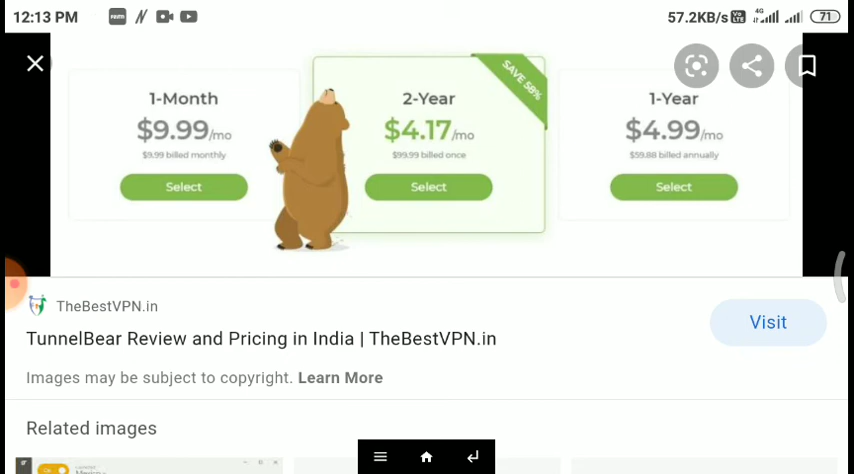 12:13 PM
57.2KB/s
4G
71
1-Month
$9.99/mo
$9.99 billed monthly
Select
SAVE 58%
2-Year
$4.17/mo
$99.99 billed once
Select
1-Year
$4.99/mo
$59.88 billed annually
Select
TheBestVPN.in
TunnelBear Review and Pricing in India | TheBestVPN.in
Visit
Images may be subject to copyright. Learn More
Related images